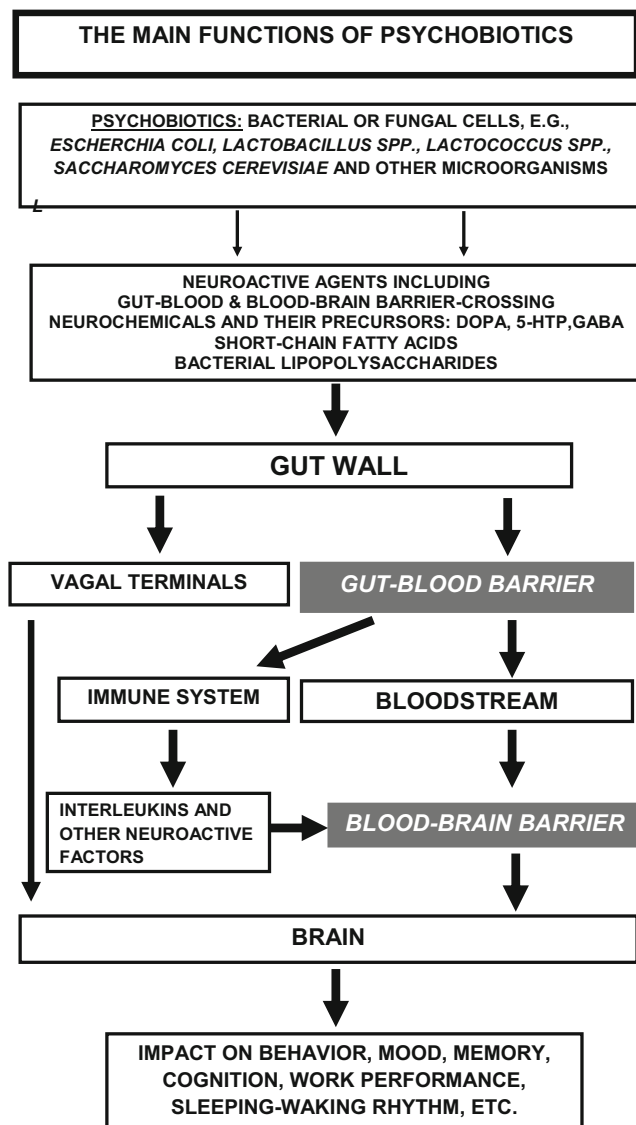 THE MAIN FUNCTIONS OF PSYCHOBIOTICS
PSYCHOBIOTICS: BACTERIAL OR FUNGAL CELLS, E.G.,
ESCHERCHIA COLI, LACTOBACILLUS SPP., LACTOCOCCUS SPP.,
SACCHAROMYCES CEREVISIAE AND OTHER MICROORGANISMS
L
NEUROACTIVE AGENTS INCLUDING
GUT-BLOOD & BLOOD-BRAIN BARRIER-CROSSING
NEUROCHEMICALS AND THEIR PRECURSORS: DOPA, 5-HTP,GABA
SHORT-CHAIN FATTY ACIDS
BACTERIAL LIPOPOLYSACCHARIDES
GUT WALL
VAGAL TERMINALS
GUT-BLOOD BARRIER
IMMUNE SYSTEM
BLOODSTREAM
INTERLEUKINS AND
OTHER NEUROACTIVE
FACTORS
BLOOD-BRAIN BARRIER
BRAIN
IMPACT ON BEHAVIOR, MOOD, MEMORY,
COGNITION, WORK PERFORMANCE,
SLEEPING-WAKING RHYTHM, ETC.